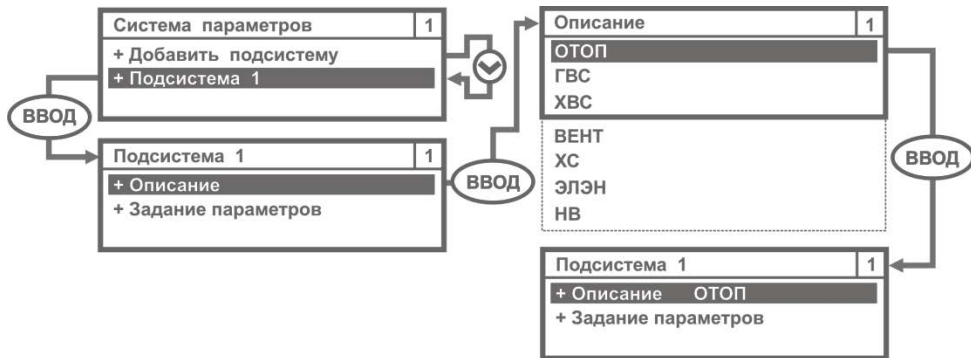 Система параметров 1
+ Добавить подсистему
+ Подсистема 1
ВВОД
Подсистема 1 1
+ Описание
+ Задание параметров
ВВОД
Описание 1
ОТОП
ГВС
ХВС
ВЕНТ
ХС
ЭЛЭН
НВ
ВВОД
Подсистема 1 1
+ Описание ОТОП
+ Задание параметров